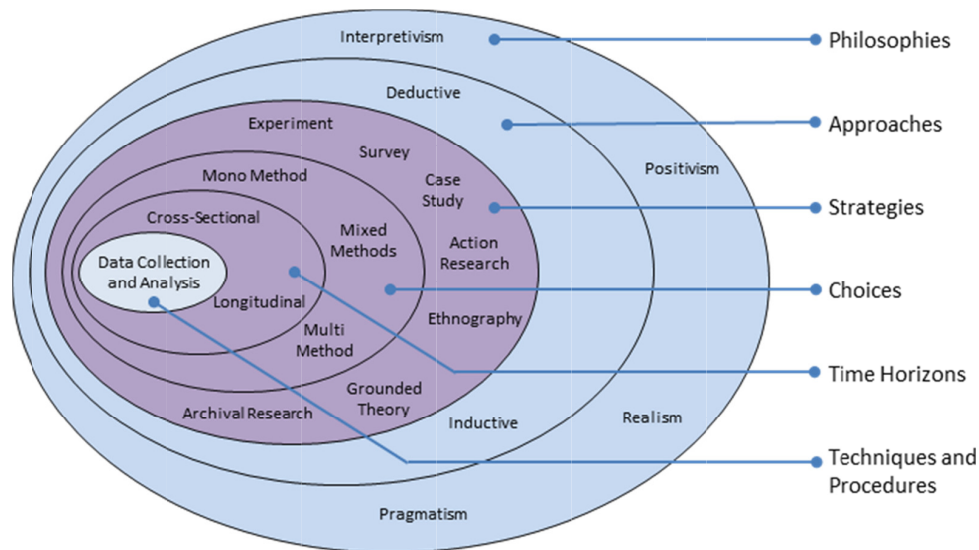 Interpretivism
Philosophies
Deductive
Experiment
Approaches
Survey
Mono Method
Positivism
Case
Study
Strategies
Cross-Sectional
Mixed
Methods
Action
Research
Data Collection
and Analysis
Choices
Longitudinal
Ethnography
Multi
Method
Time Horizons
Grounded
Theory
Archival Research
Inductive
Realism
Techniques and
Procedures
Pragmatism